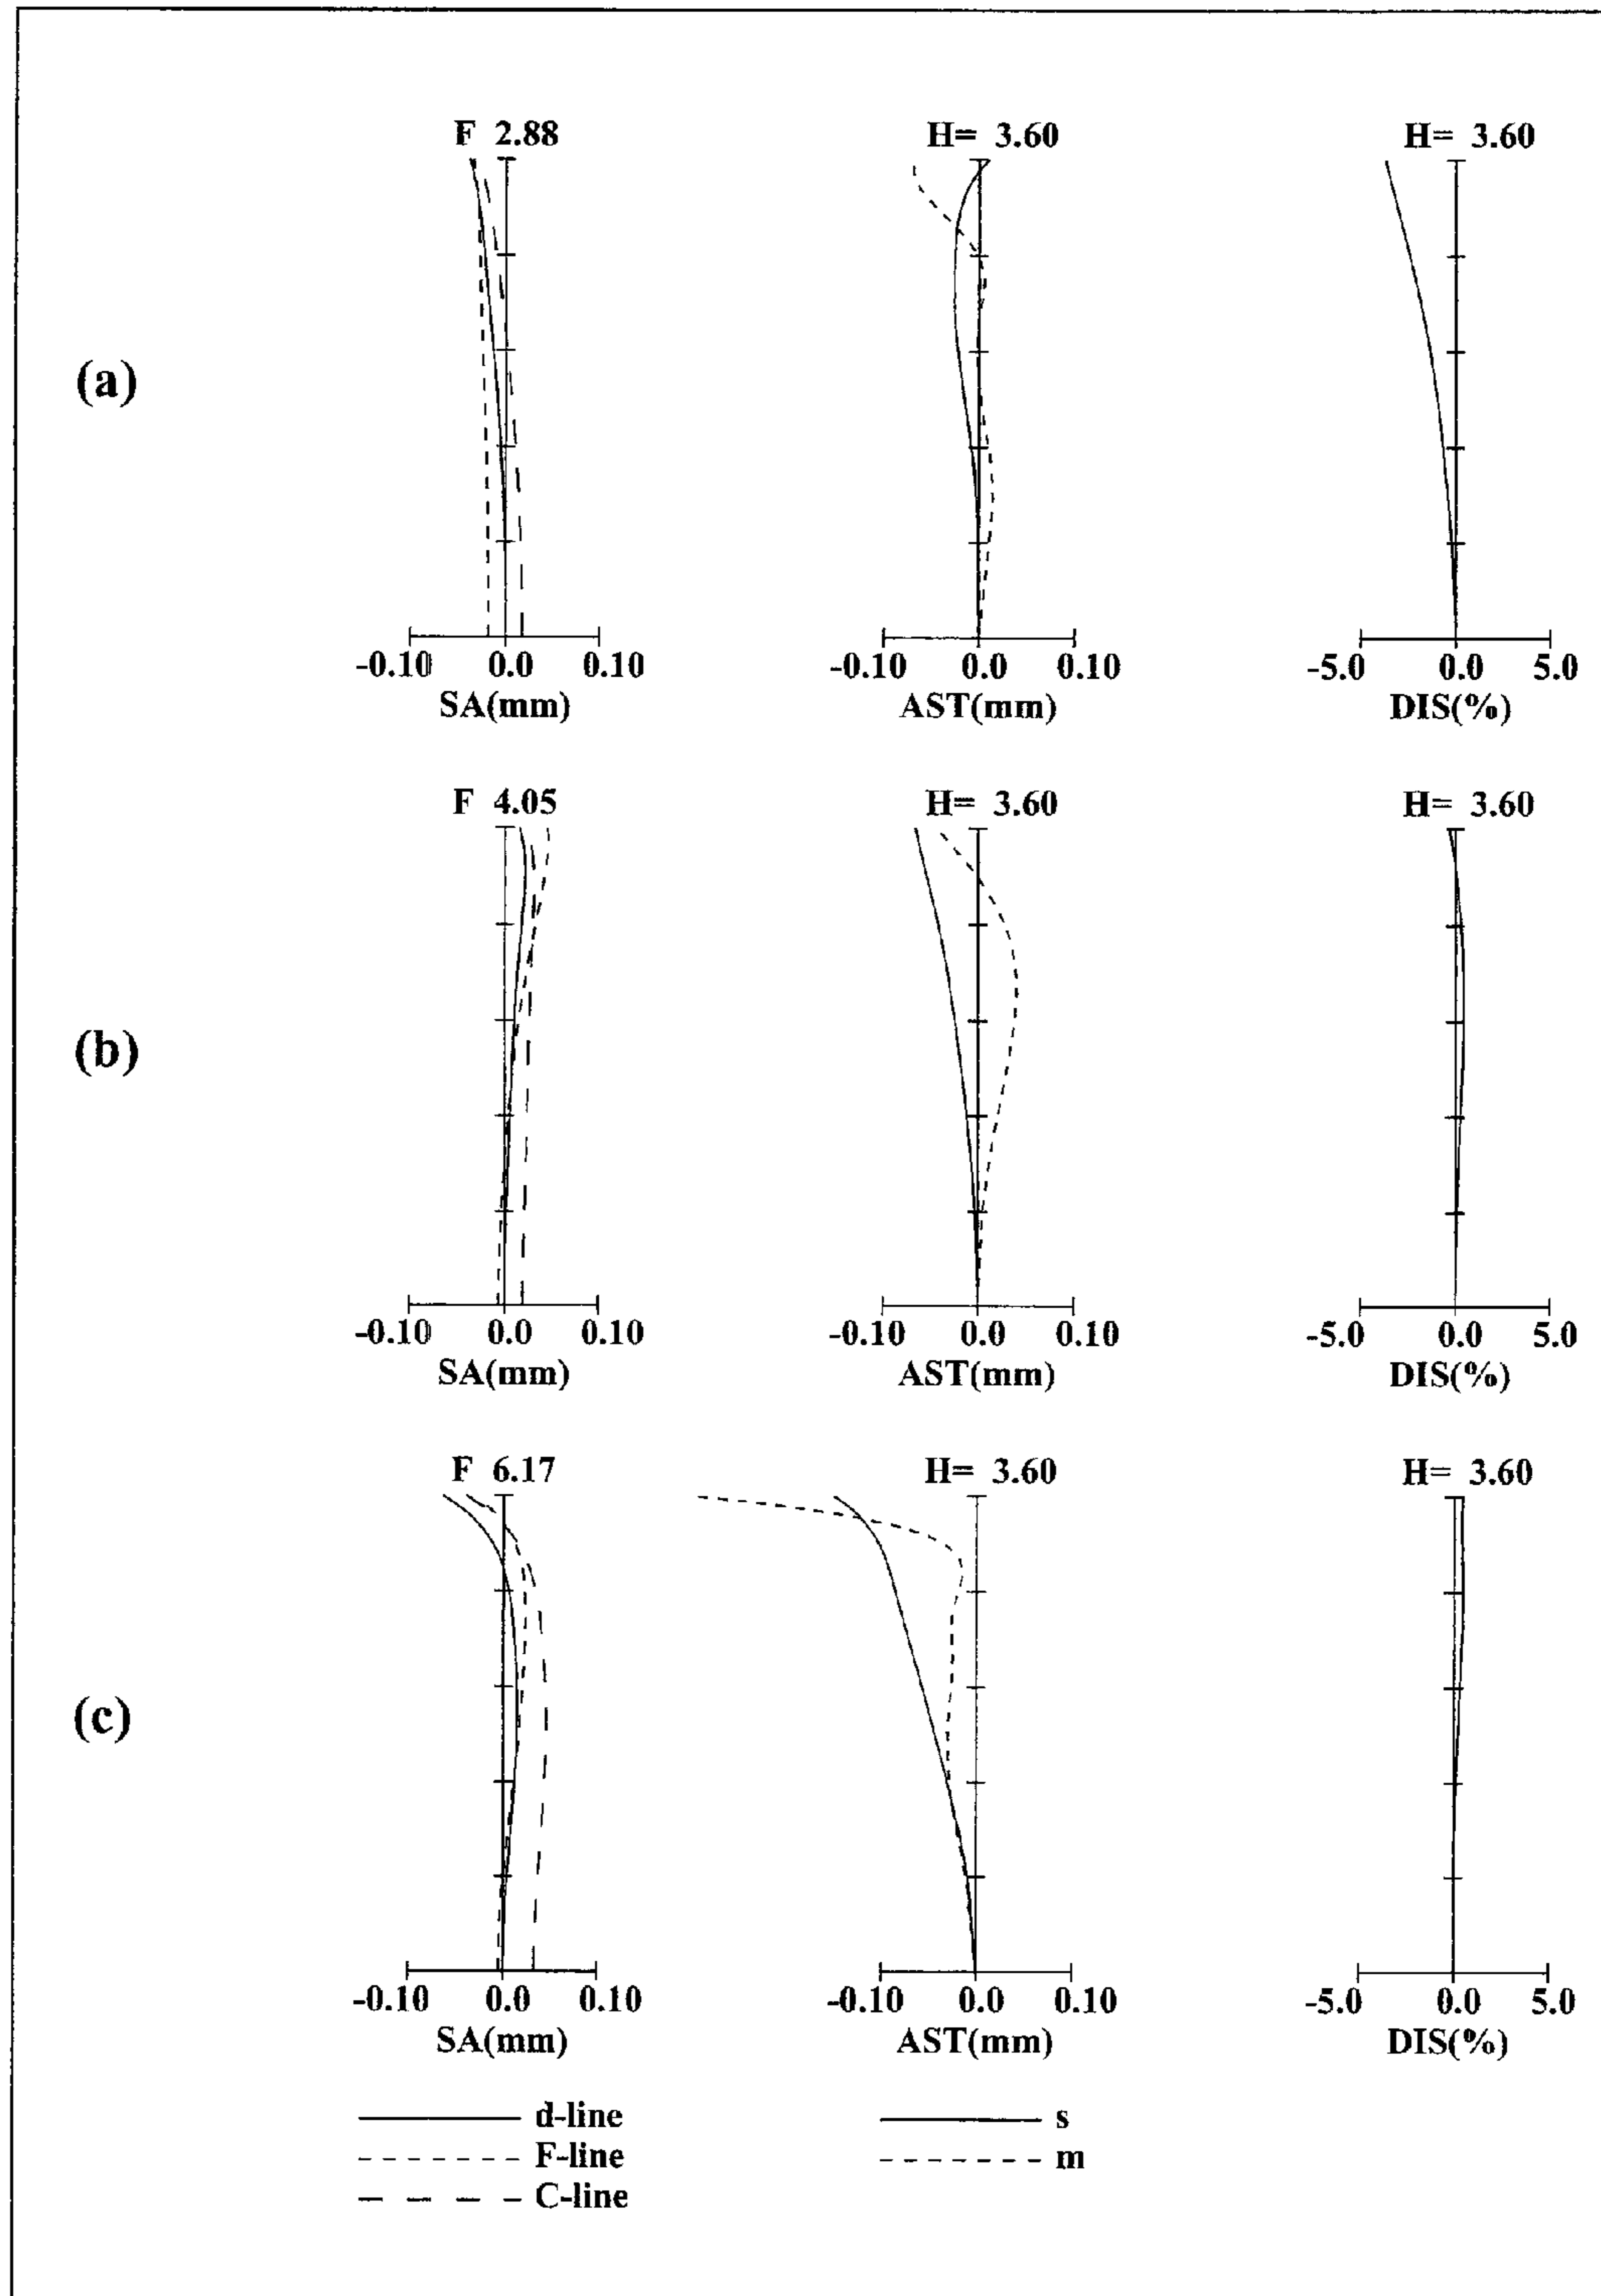 F 2.88 H= 3.60 H= 3.60
(a)
-0.10 0.0 0.10 -0.10 0.0 0.10 -5.0 0.0 5.0
SA(mm) AST(mm) DIS(%)
F 4.05 H= 3.60 H= 3.60
(b)
-0.10 0.0 0.10 -0.10 0.0 0.10 -5.0 0.0 5.0
SA(mm) AST(mm) DIS(%)
F 6.17 H= 3.60 H= 3.60
(c)
-0.10 0.0 0.10 -0.10 0.0 0.10 -5.0 0.0 5.0
SA(mm) AST(mm) DIS(%)
d-line s
F-line m
C-line